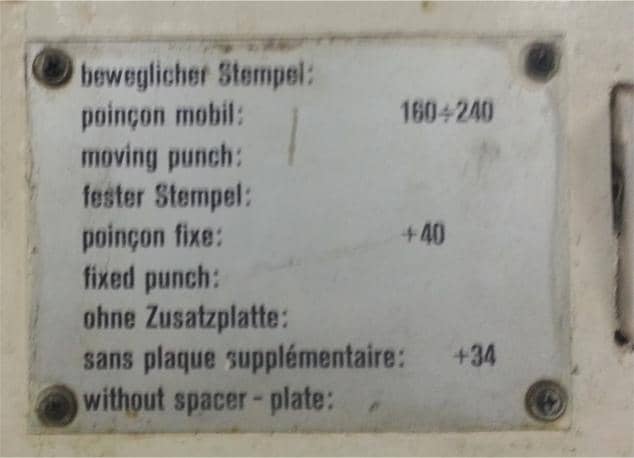 beweglicher Stempel:
poinçon mobil: 160÷240
moving punch:
fester Stempel:
poinçon fixe: +40
fixed punch:
ohne Zusatzplatte:
sans plaque supplémentaire: +34
without spacer-plate: